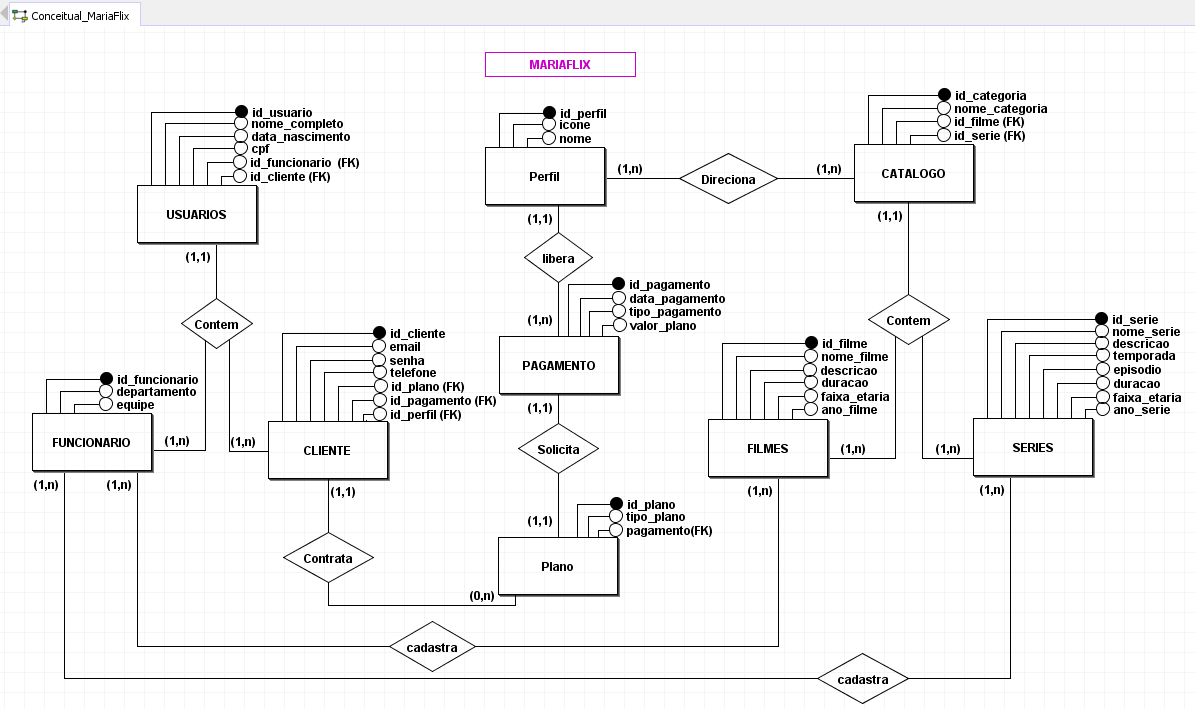 Conceitual_MariaFlix
MARIAFLIX
id_usuario
nome_completo
data_nascimento
cpf
id_funcionario (FK)
id_cliente (FK)
USUARIOS
(1,1)
Contem
id_perfil
icone
nome
Perfil
(1,n)
Direciona
(1,n)
id_categoria
nome_categoria
id_filme (FK)
id_serie (FK)
CATALOGO
(1,1)
(1,1)
libera
(1,n)
id_pagamento
data_pagamento
tipo_pagamento
valor_plano
PAGAMENTO
(1,1)
Contem
id_funcionario
departamento
equipe
FUNCIONARIO
(1,n)
(1,n)
(1,n)
id_cliente
email
senha
telefone
id_plano (FK)
id_pagamento (FK)
id_perfil (FK)
CLIENTE
(1,n)
(1,1)
Solicita
(1,1)
id_filme
nome_filme
descricao
duracao
faixa_etaria
ano_filme
FILMES
(1,n)
(1,n)
id_serie
nome_serie
descricao
temporada
episodio
duracao
faixa_etaria
ano_serie
SERIES
(1,n)
(1,n)
Contrata
id_plano
tipo_plano
pagamento(FK)
Plano
(0,n)
cadastra
cadastra